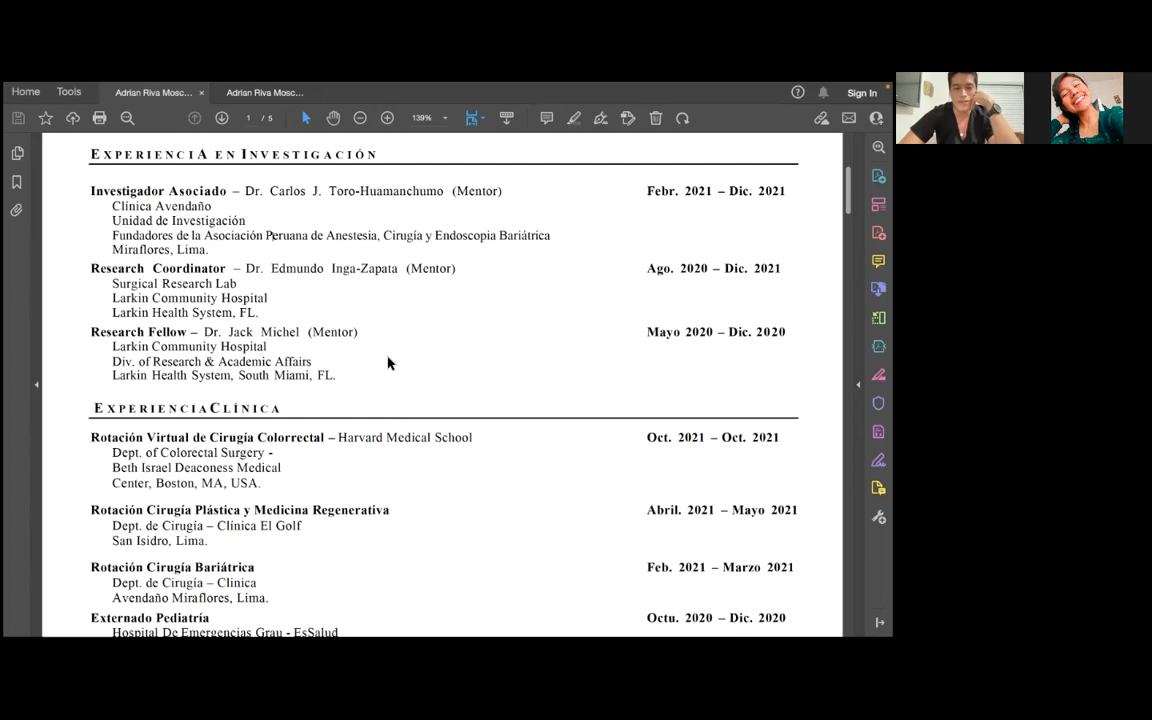 Home Tools Adrian Riva Mosc... × Adrian Riva Mosc... Sign In
1 / 5 139%
EXPERIENCIA EN INVESTIGACIÓN
Investigador Asociado – Dr. Carlos J. Toro-Huamanchumo (Mentor) Febr. 2021 – Dic. 2021
Clínica Avendaño
Unidad de Investigación
Fundadores de la Asociación Peruana de Anestesia, Cirugía y Endoscopia Bariátrica
Miraflores, Lima.
Research Coordinator – Dr. Edmundo Inga-Zapata (Mentor) Ago. 2020 – Dic. 2021
Surgical Research Lab
Larkin Community Hospital
Larkin Health System, FL.
Research Fellow – Dr. Jack Michel (Mentor) Mayo 2020 – Dic. 2020
Larkin Community Hospital
Div. of Research & Academic Affairs
Larkin Health System, South Miami, FL.
EXPERIENCIA CLÍNICA
Rotación Virtual de Cirugía Colorrectal – Harvard Medical School Oct. 2021 – Oct. 2021
Dept. of Colorectal Surgery -
Beth Israel Deaconess Medical
Center, Boston, MA, USA.
Rotación Cirugía Plástica y Medicina Regenerativa Abril. 2021 – Mayo 2021
Dept. de Cirugía – Clínica El Golf
San Isidro, Lima.
Rotación Cirugía Bariátrica Feb. 2021 – Marzo 2021
Dept. de Cirugía – Clinica
Avendaño Miraflores, Lima.
Externado Pediatría Octu. 2020 – Dic. 2020
Hospital De Emergencias Grau - EsSalud